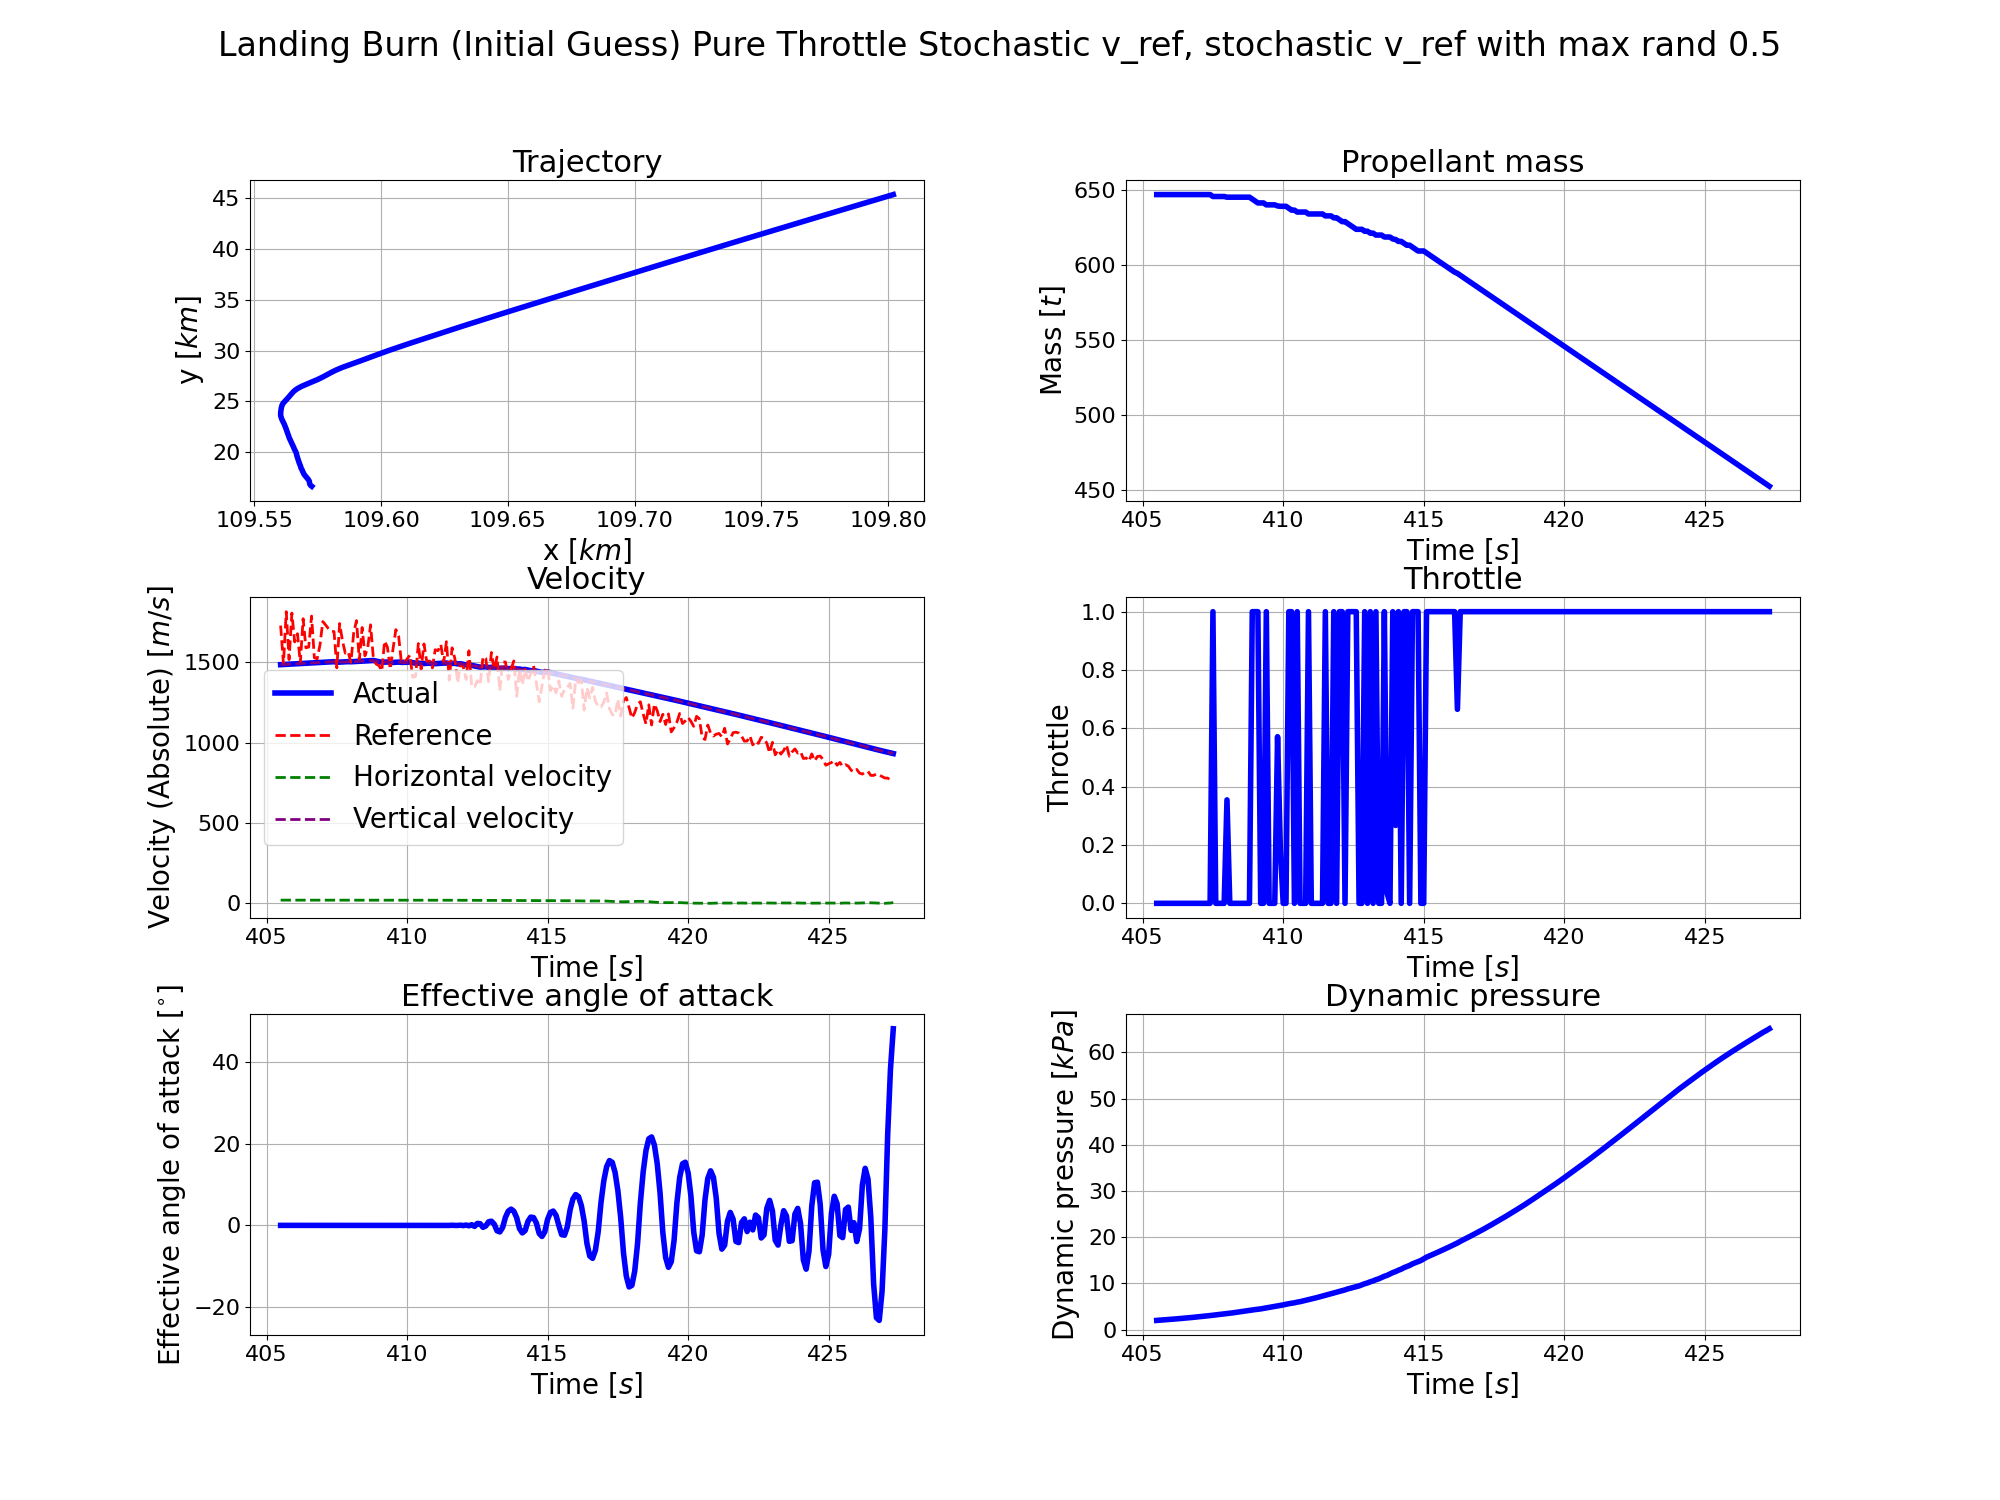 Landing Burn (Initial Guess) Pure Throttle Stochastic v_ref, stochastic v_ref with max rand 0.5
Trajectory
y [km]
45
40
35
30
25
20
109.55 109.60 109.65 109.70 109.75 109.80
x [km]
Propellant mass
Mass [t]
650
600
550
500
450
405 410 415 420 425
Time [s]
Velocity
Velocity (Absolute) [m/s]
1500
1000
500
0
Actual
Reference
Horizontal velocity
Vertical velocity
405 410 415 420 425
Time [s]
Throttle
Throttle
1.0
0.8
0.6
0.4
0.2
0.0
405 410 415 420 425
Time [s]
Effective angle of attack
Effective angle of attack [°]
40
20
0
−20
405 410 415 420 425
Time [s]
Dynamic pressure
Dynamic pressure [kPa]
60
50
40
30
20
10
0
405 410 415 420 425
Time [s]